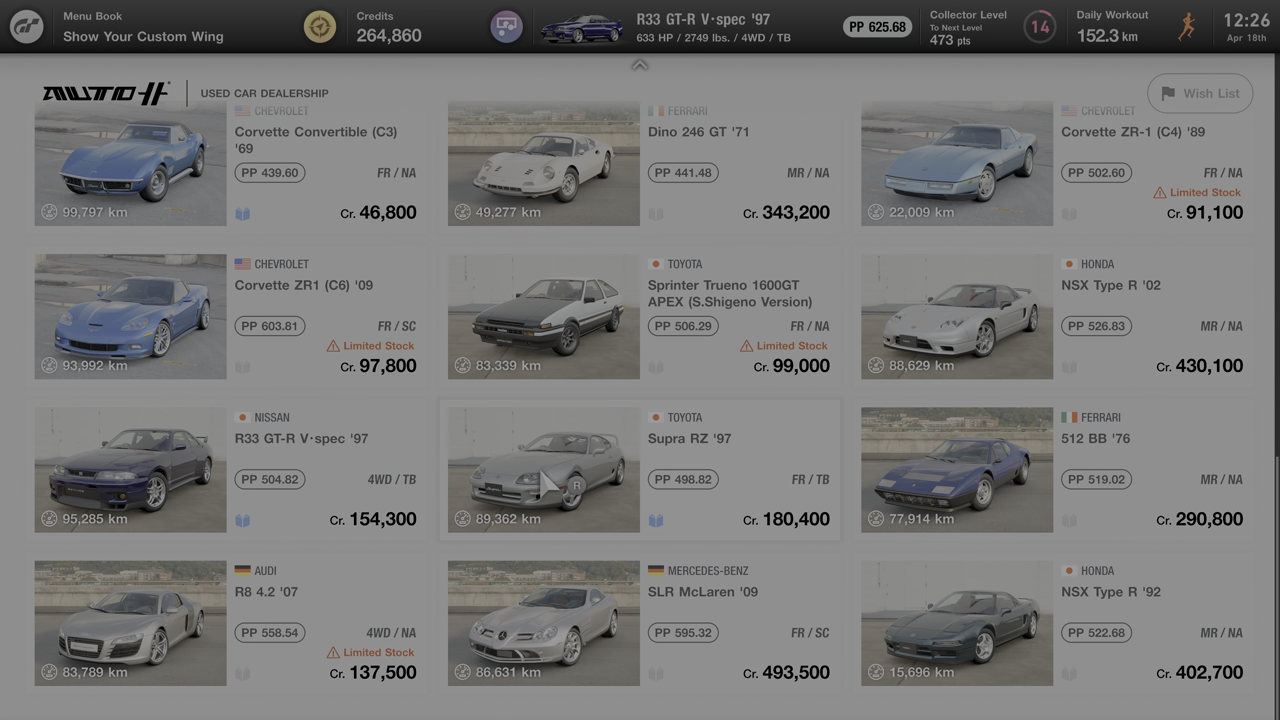 Menu Book
Show Your Custom Wing
Credits
264,860
R33 GT-R V・spec '97
633 HP / 2749 lbs. / 4WD / TB
PP 625.68
Collector Level
To Next Level
473 pts
14
Daily Workout
152.3 km
12:26
Apr 18th
AUTO
USED CAR DEALERSHIP
Wish List
CHEVROLET
Corvette Convertible (C3)
'69
PP 439.60
FR / NA
99,797 km
Cr. 46,800
FERRARI
Dino 246 GT '71
PP 441.48
MR / NA
49,277 km
Cr. 343,200
CHEVROLET
Corvette ZR-1 (C4) '89
PP 502.60
FR / NA
Limited Stock
22,009 km
Cr. 91,100
CHEVROLET
Corvette ZR1 (C6) '09
PP 603.81
FR / SC
Limited Stock
93,992 km
Cr. 97,800
TOYOTA
Sprinter Trueno 1600GT
APEX (S.Shigeno Version)
PP 506.29
FR / NA
Limited Stock
83,339 km
Cr. 99,000
HONDA
NSX Type R '02
PP 526.83
MR / NA
88,629 km
Cr. 430,100
NISSAN
R33 GT-R V・spec '97
PP 504.82
4WD / TB
95,285 km
Cr. 154,300
TOYOTA
Supra RZ '97
PP 498.82
FR / TB
R
89,362 km
Cr. 180,400
FERRARI
512 BB '76
PP 519.02
MR / NA
77,914 km
Cr. 290,800
AUDI
R8 4.2 '07
PP 558.54
4WD / NA
Limited Stock
83,789 km
Cr. 137,500
MERCEDES-BENZ
SLR McLaren '09
PP 595.32
FR / SC
86,631 km
Cr. 493,500
HONDA
NSX Type R '92
PP 522.68
MR / NA
15,696 km
Cr. 402,700